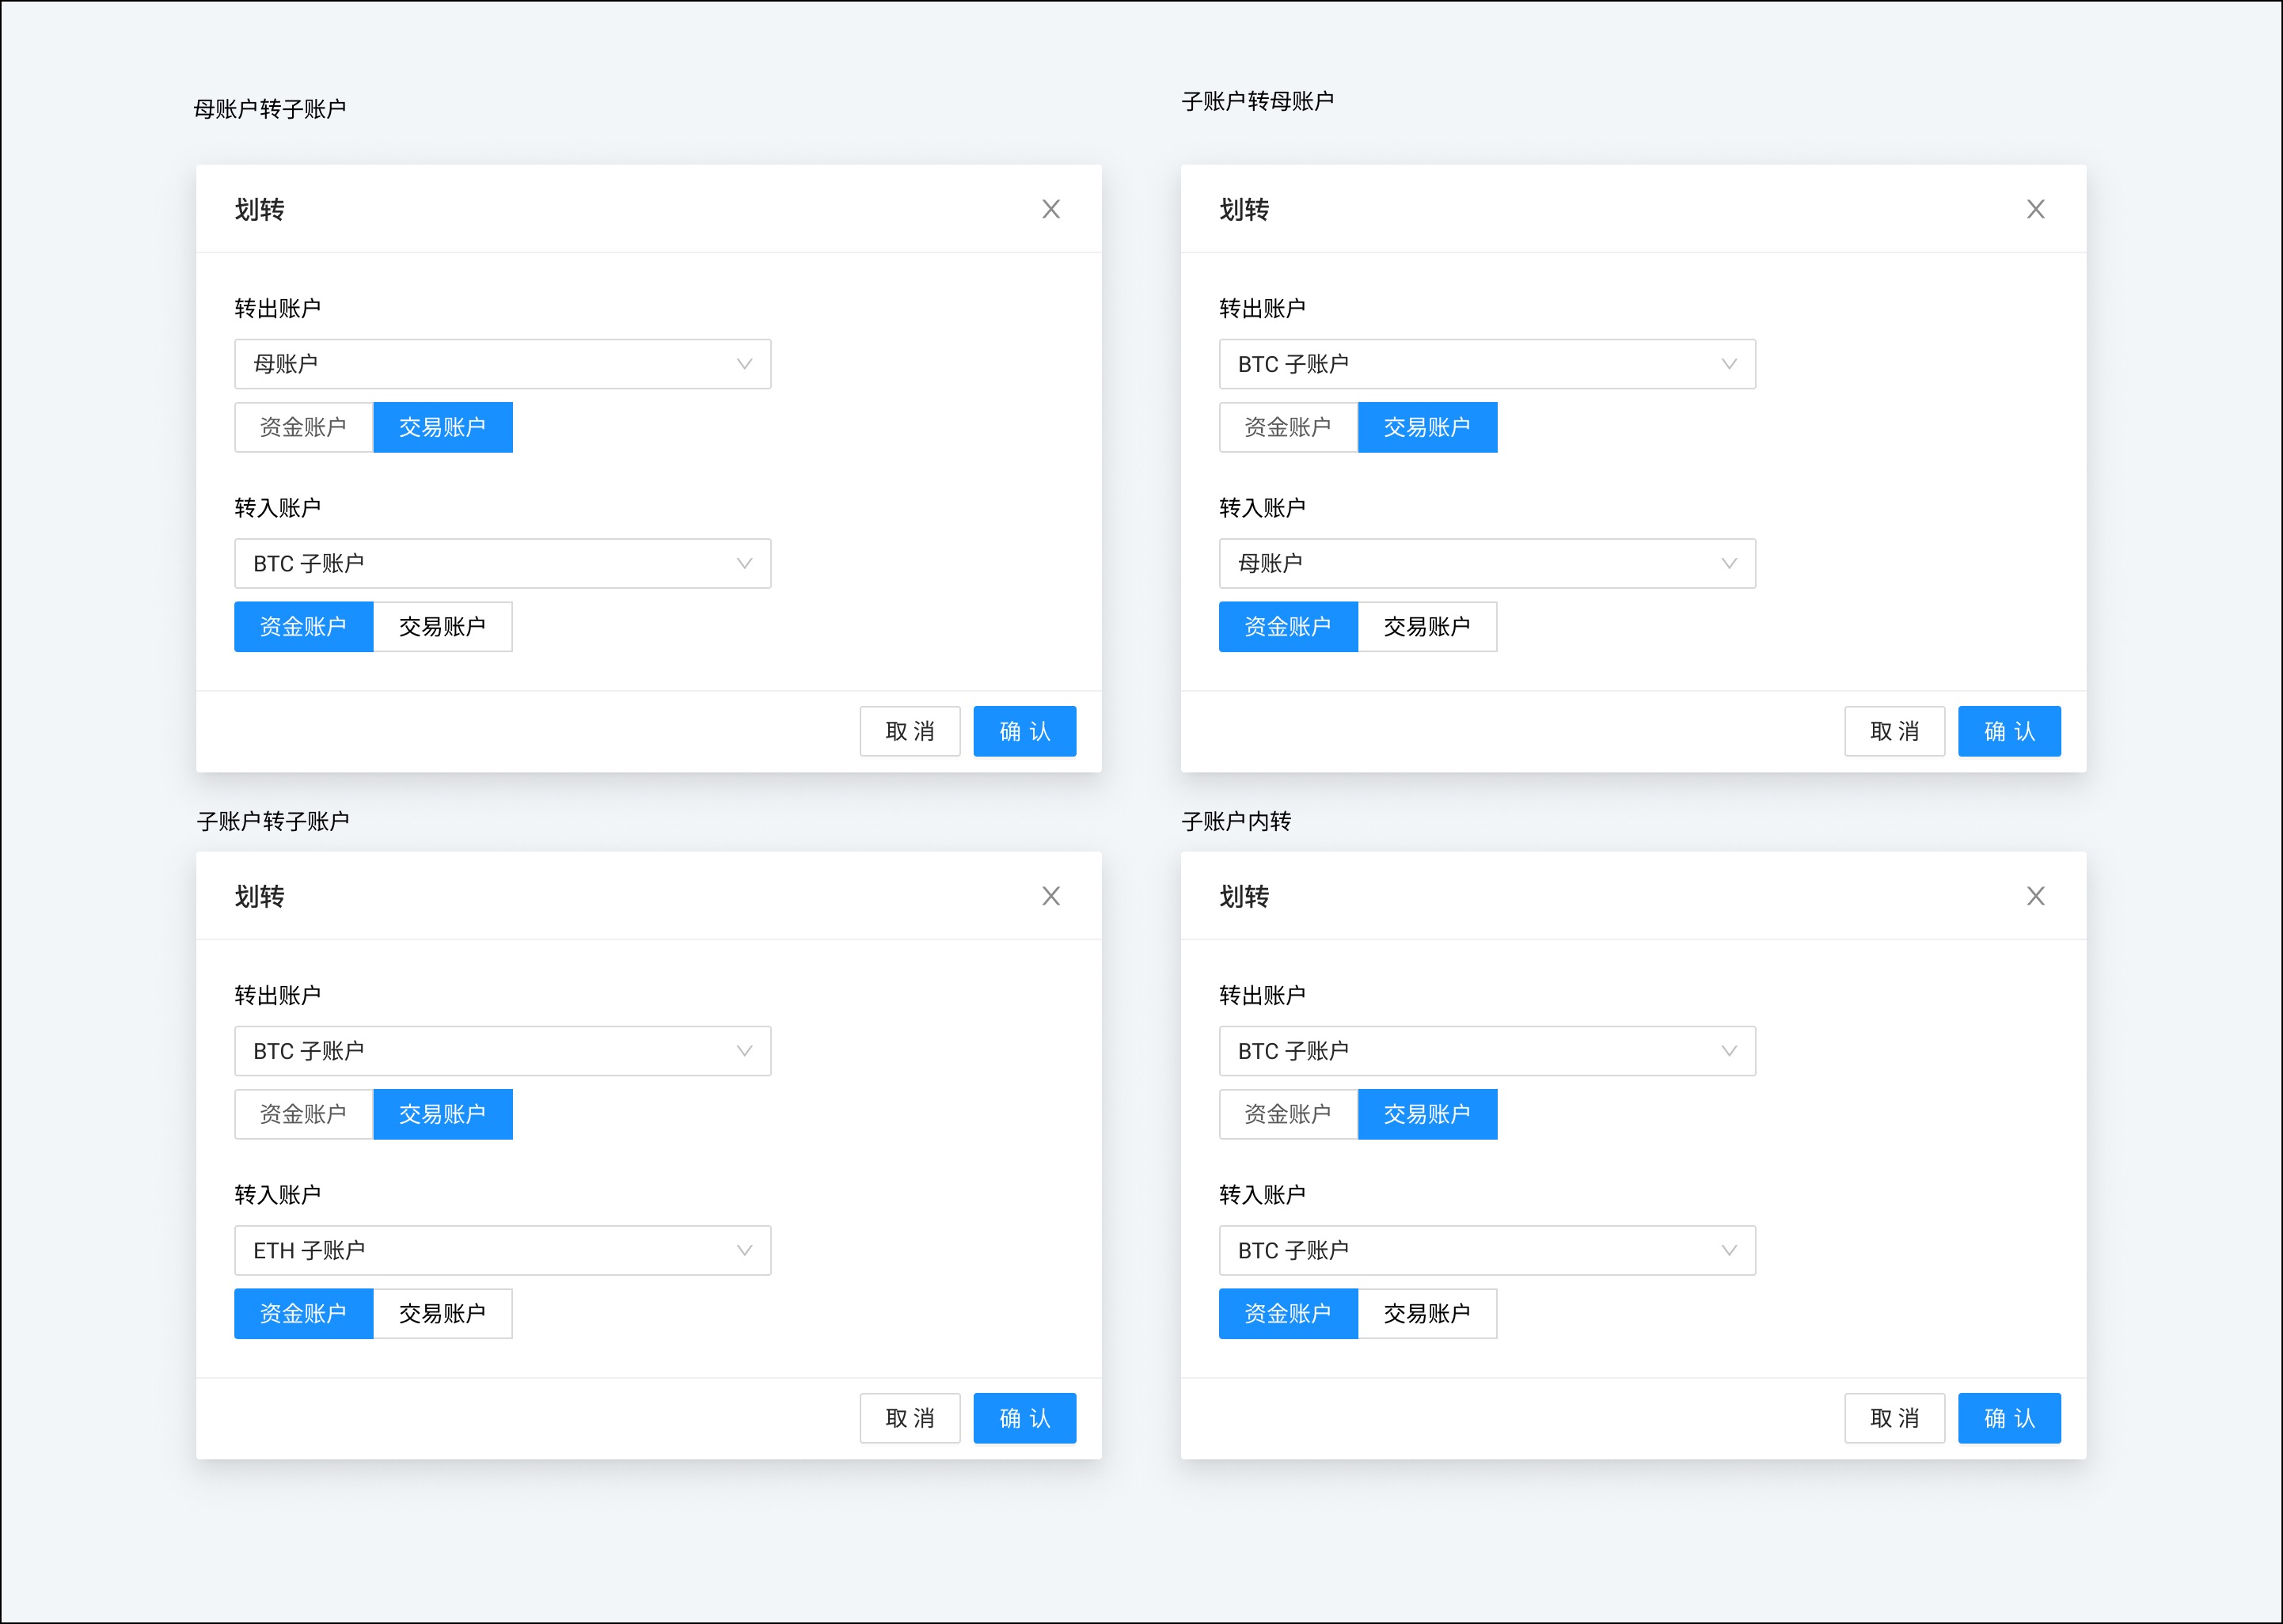 母账户转子账户
划转
转出账户
母账户
资金账户 交易账户
转入账户
BTC 子账户
资金账户 交易账户
取 消 确 认
子账户转母账户
划转
转出账户
BTC 子账户
资金账户 交易账户
转入账户
母账户
资金账户 交易账户
取 消 确 认
子账户转子账户
划转
转出账户
BTC 子账户
资金账户 交易账户
转入账户
ETH 子账户
资金账户 交易账户
取 消 确 认
子账户内转
划转
转出账户
BTC 子账户
资金账户 交易账户
转入账户
BTC 子账户
资金账户 交易账户
取 消 确 认